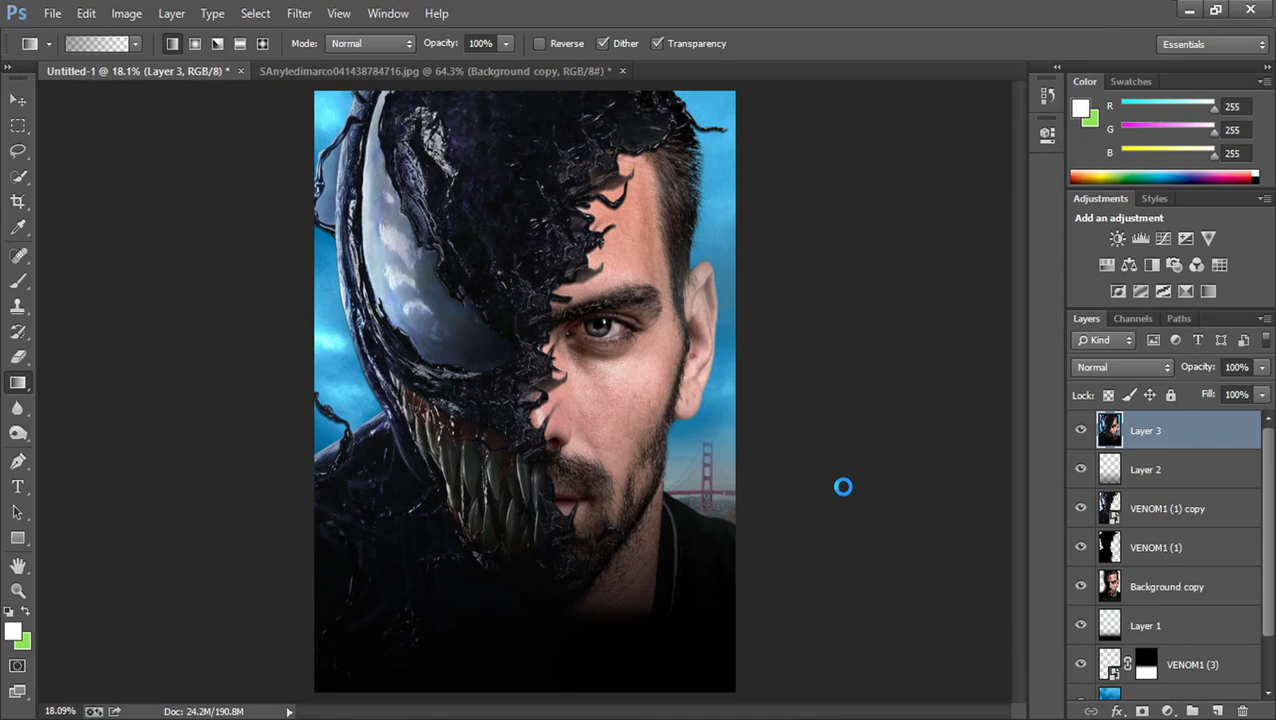 Ps File Edit Image Layer Type Select Filter View Window Help
Mode: Normal Opacity: 100% Reverse Dither Transparency Essentials
Untitled-1 @ 18.1% (Layer 3, RGB/8) * × SAnyledimarco041438784716.jpg @ 64.3% (Background copy, RGB/8#) * ×
Color Swatches
R 255
G 255
B 255
Adjustments Styles
Add an adjustment
Layers Channels Paths
Kind
Normal Opacity: 100%
Lock: Fill: 100%
Layer 3
Layer 2
VENOM1 (1) copy
VENOM1 (1)
Background copy
Layer 1
VENOM1 (3)
18.09% Doc: 24.2M/190.8M